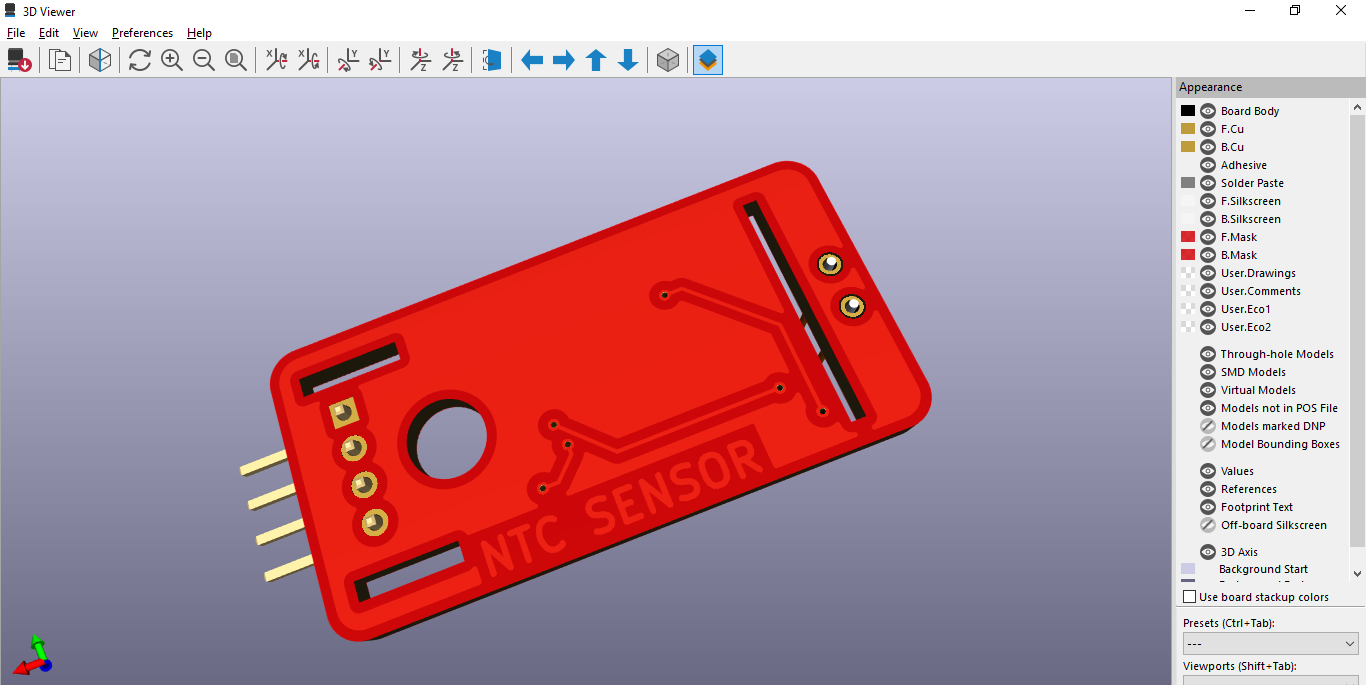 3D Viewer
File Edit View Preferences Help
X X Y Y Z Z
Appearance
Board Body
F.Cu
B.Cu
Adhesive
Solder Paste
F.Silkscreen
B.Silkscreen
F.Mask
B.Mask
User.Drawings
User.Comments
User.Eco1
User.Eco2
Through-hole Models
SMD Models
Virtual Models
Models not in POS File
Models marked DNP
Model Bounding Boxes
Values
References
Footprint Text
Off-board Silkscreen
3D Axis
Background Start
Use board stackup colors
Presets (Ctrl+Tab):
---
Viewports (Shift+Tab):
NTC SENSOR